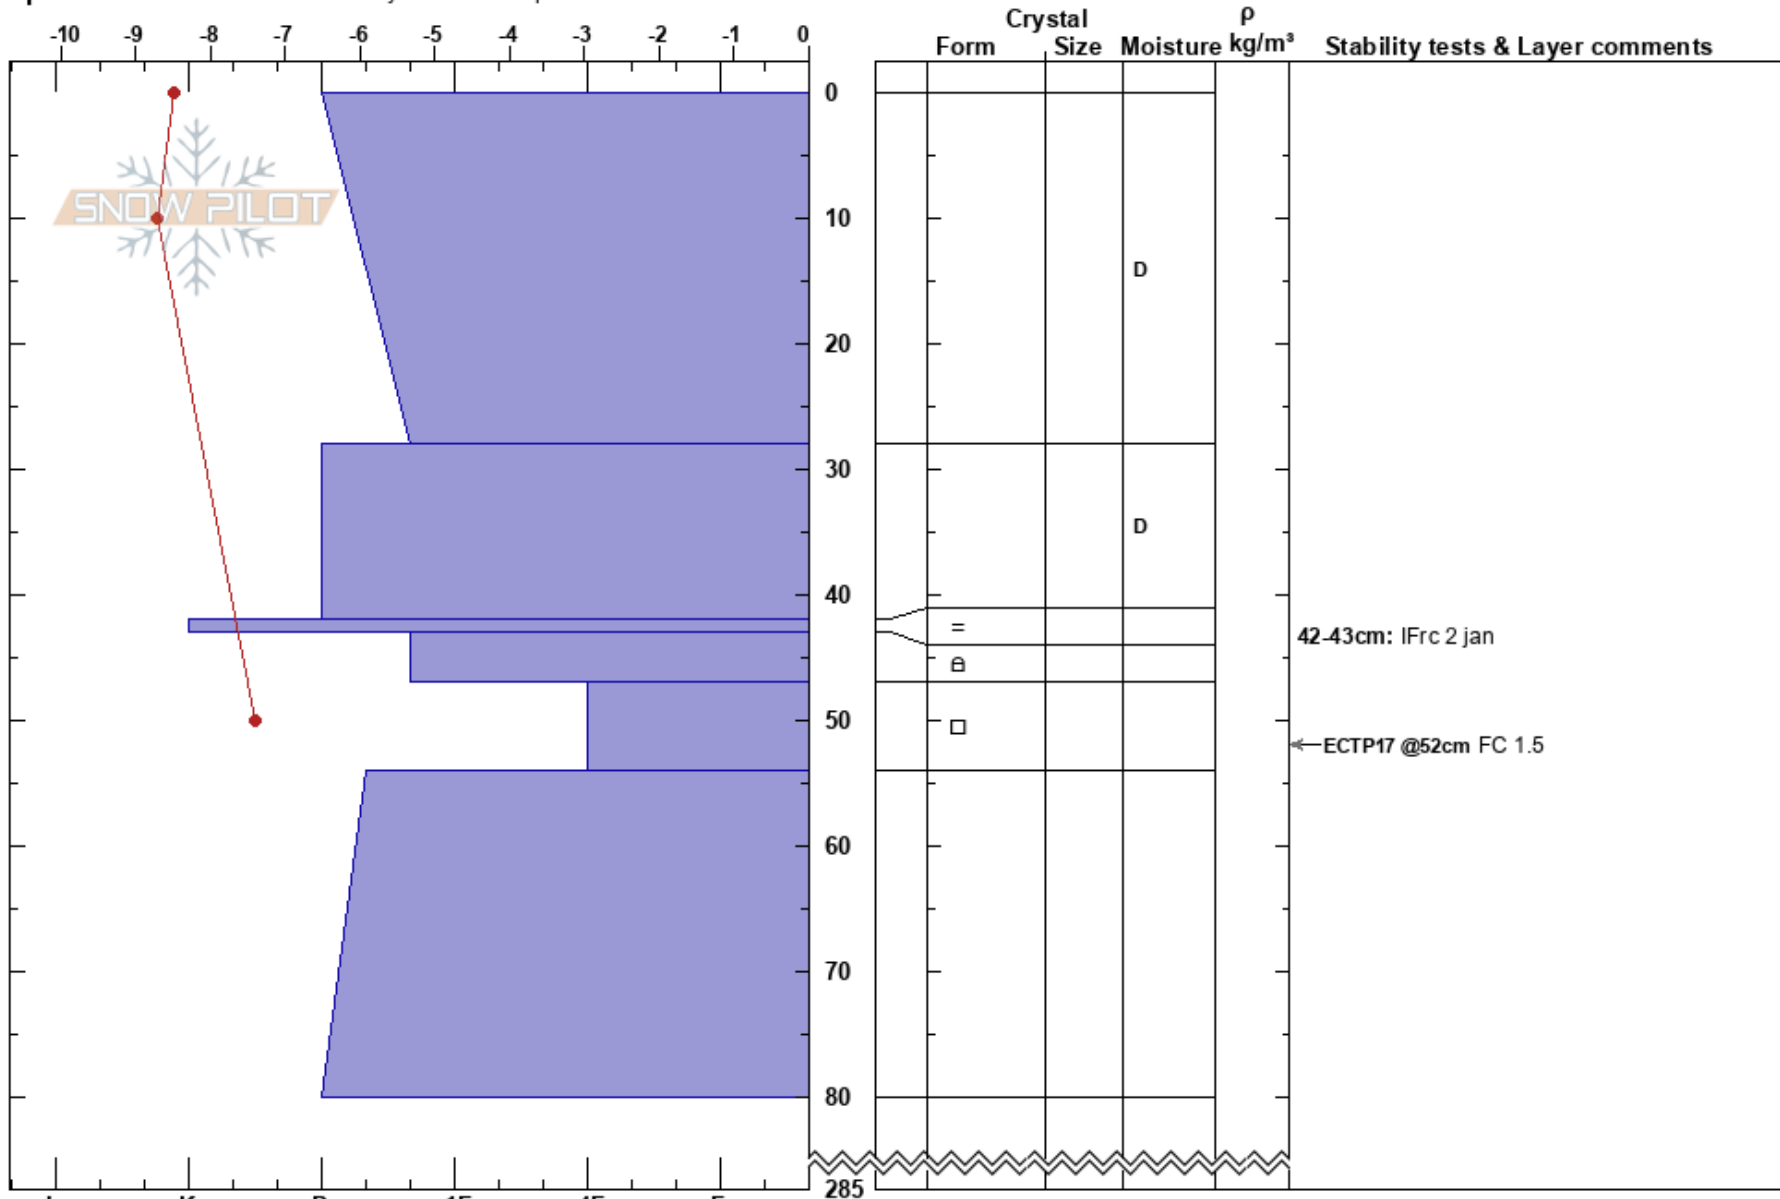 -10 -9 -8 -7 -6 -5 -4 -3 -2 -1 0
Crystal
Form Size Moisture
ρ
kg/m³
Stability tests & Layer comments
SNOW PILOT
0
10
20
30
40
50
60
70
80
285
D
D
=
42-43cm: IFrc 2 jan
ECTP17 @52cm FC 1.5